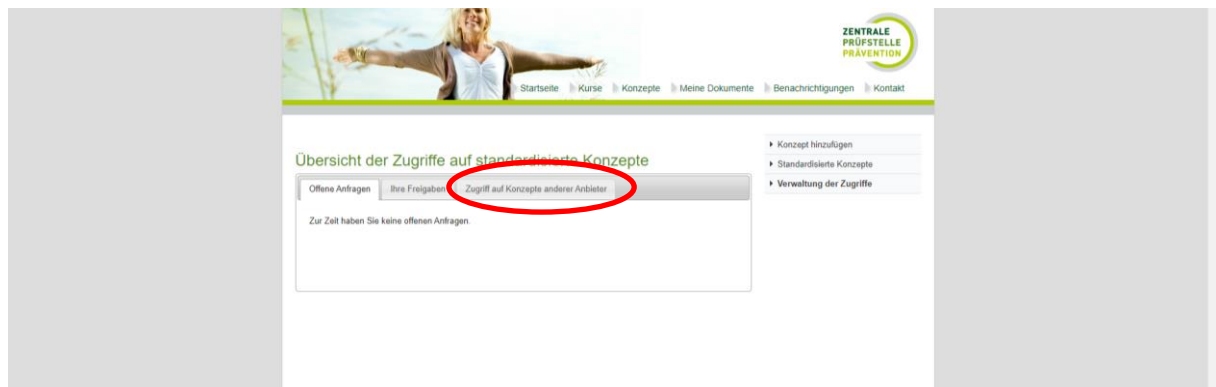 ZENTRALE
PRÜFSTELLE
PRÄVENTION
Startseite Kurse Konzepte Meine Dokumente Benachrichtigungen Kontakt
Übersicht der Zugriffe auf standardisierte Konzepte
Offene Anfragen Ihre Freigaben Zugriff auf Konzepte anderer Anbieter
Zur Zeit haben Sie keine offenen Anfragen.
Konzept hinzufügen
Standardisierte Konzepte
Verwaltung der Zugriffe